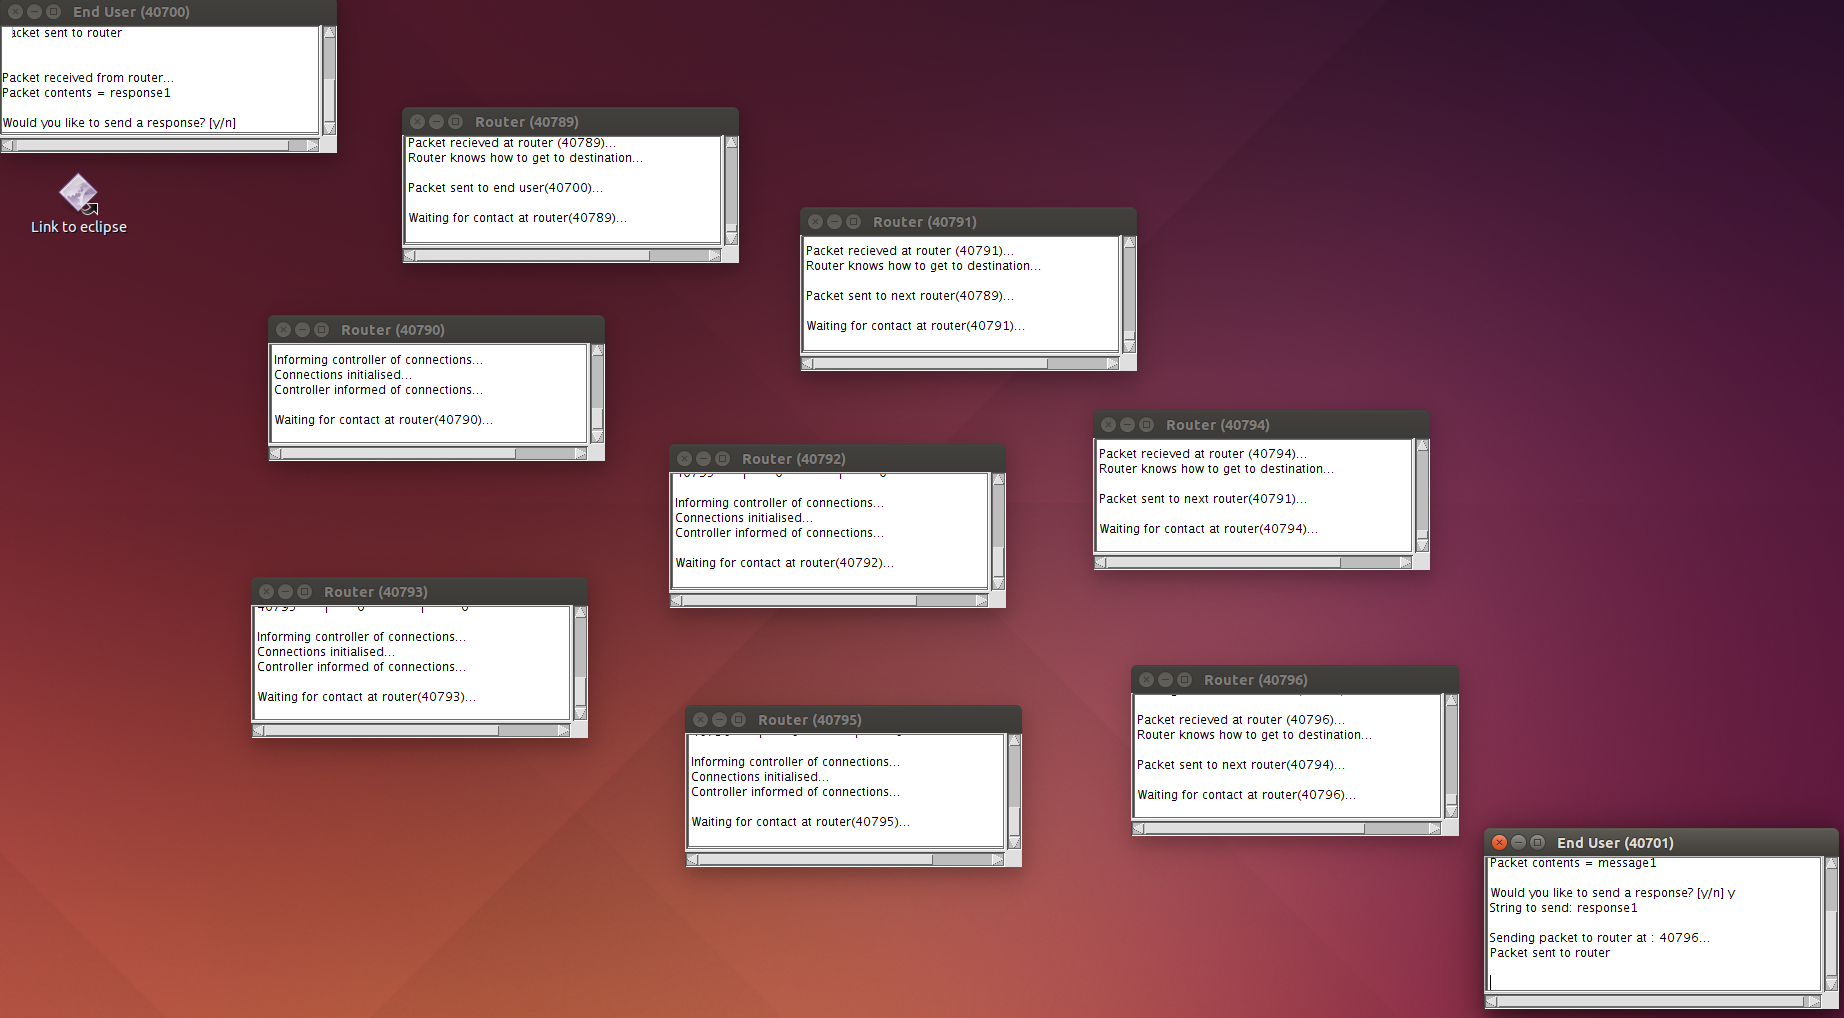 End User (40700)
acket sent to router
Packet received from router...
Packet contents = response1
Would you like to send a response? [y/n]
Link to eclipse
Router (40789)
Packet recieved at router (40789)...
Router knows how to get to destination...
Packet sent to end user(40700)...
Waiting for contact at router(40789)...
Router (40791)
Packet recieved at router (40791)...
Router knows how to get to destination...
Packet sent to next router(40789)...
Waiting for contact at router(40791)...
Router (40790)
Informing controller of connections...
Connections initialised...
Controller informed of connections...
Waiting for contact at router(40790)...
Router (40794)
Packet recieved at router (40794)...
Router knows how to get to destination...
Packet sent to next router(40791)...
Waiting for contact at router(40794)...
Router (40792)
Informing controller of connections...
Connections initialised...
Controller informed of connections...
Waiting for contact at router(40792)...
Router (40793)
Informing controller of connections...
Connections initialised...
Controller informed of connections...
Waiting for contact at router(40793)...
Router (40796)
Packet recieved at router (40796)...
Router knows how to get to destination...
Packet sent to next router(40794)...
Waiting for contact at router(40796)...
Router (40795)
Informing controller of connections...
Connections initialised...
Controller informed of connections...
Waiting for contact at router(40795)...
End User (40701)
Packet contents = message1
Would you like to send a response? [y/n] y
String to send: response1
Sending packet to router at : 40796...
Packet sent to router